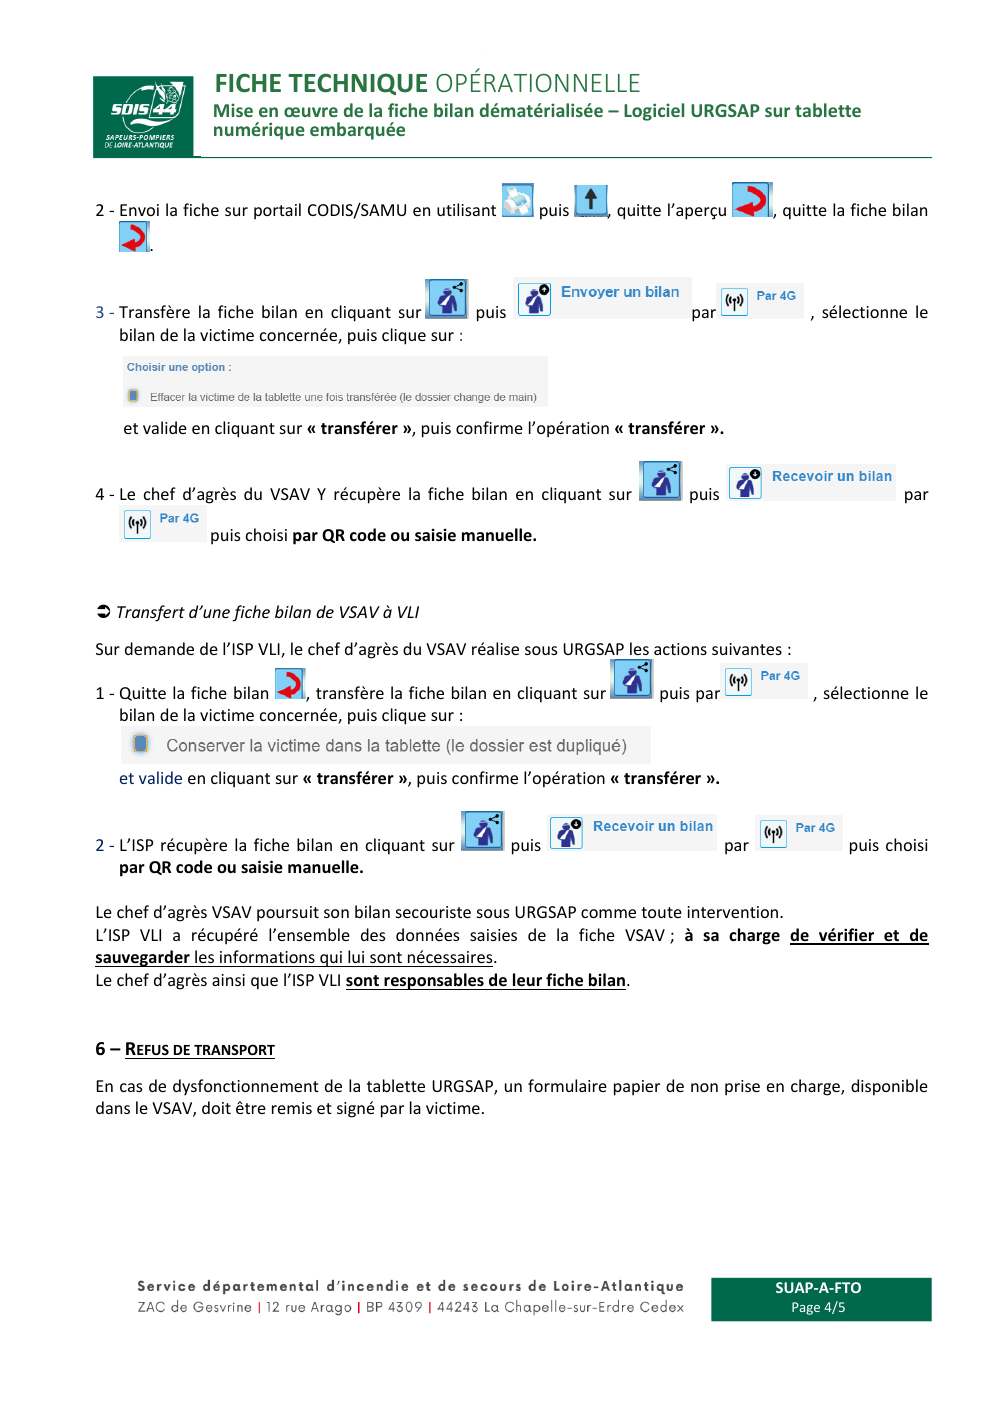 SDIS 44
SAPEURS-POMPIERS
DE LOIRE-ATLANTIQUE
FICHE TECHNIQUE OPÉRATIONNELLE
Mise en œuvre de la fiche bilan dématérialisée – Logiciel URGSAP sur tablette
numérique embarquée
2 - Envoi la fiche sur portail CODIS/SAMU en utilisant puis , quitte l’aperçu , quitte la fiche bilan
.
3 - Transfère la fiche bilan en cliquant sur puis Envoyer un bilan par Par 4G , sélectionne le
bilan de la victime concernée, puis clique sur :
Choisir une option :
Effacer la victime de la tablette une fois transférée (le dossier change de main)
et valide en cliquant sur « transférer », puis confirme l’opération « transférer ».
4 - Le chef d’agrès du VSAV Y récupère la fiche bilan en cliquant sur puis Recevoir un bilan par
Par 4G puis choisi par QR code ou saisie manuelle.
➲ Transfert d’une fiche bilan de VSAV à VLI
Sur demande de l’ISP VLI, le chef d’agrès du VSAV réalise sous URGSAP les actions suivantes :
1 - Quitte la fiche bilan , transfère la fiche bilan en cliquant sur puis par Par 4G , sélectionne le
bilan de la victime concernée, puis clique sur :
Conserver la victime dans la tablette (le dossier est dupliqué)
et valide en cliquant sur « transférer », puis confirme l’opération « transférer ».
2 - L’ISP récupère la fiche bilan en cliquant sur puis Recevoir un bilan par Par 4G puis choisi
par QR code ou saisie manuelle.
Le chef d’agrès VSAV poursuit son bilan secouriste sous URGSAP comme toute intervention.
L’ISP VLI a récupéré l’ensemble des données saisies de la fiche VSAV ; à sa charge de vérifier et de
sauvegarder les informations qui lui sont nécessaires.
Le chef d’agrès ainsi que l’ISP VLI sont responsables de leur fiche bilan.
6 – REFUS DE TRANSPORT
En cas de dysfonctionnement de la tablette URGSAP, un formulaire papier de non prise en charge, disponible
dans le VSAV, doit être remis et signé par la victime.
Service départemental d’incendie et de secours de Loire-Atlantique
ZAC de Gesvrine | 12 rue Arago | BP 4309 | 44243 La Chapelle-sur-Erdre Cedex
SUAP-A-FTO
Page 4/5